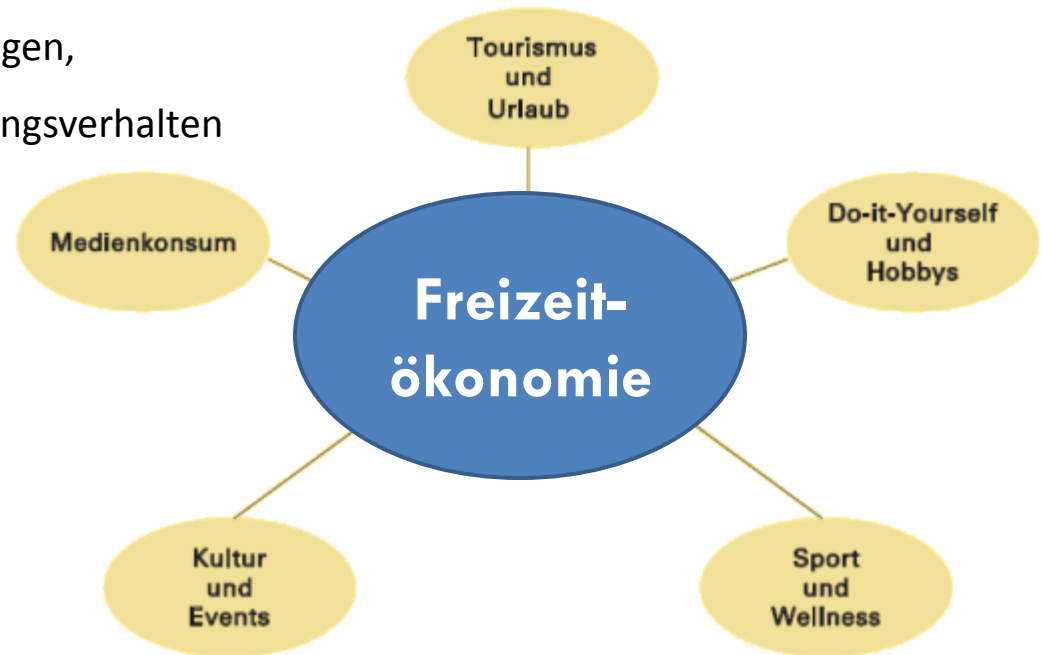 gen,
ngsverhalten
Tourismus
und
Urlaub
Medienkonsum
Do-it-Yourself
und
Hobbys
Freizeit-
ökonomie
Kultur
und
Events
Sport
und
Wellness